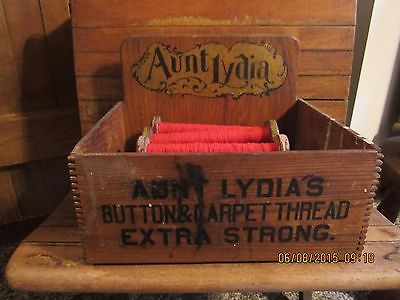 Aunt Lydia
AUNT LYDIA'S
BUTTON & CARPET THREAD
EXTRA STRONG.
06/08/2015 09:18